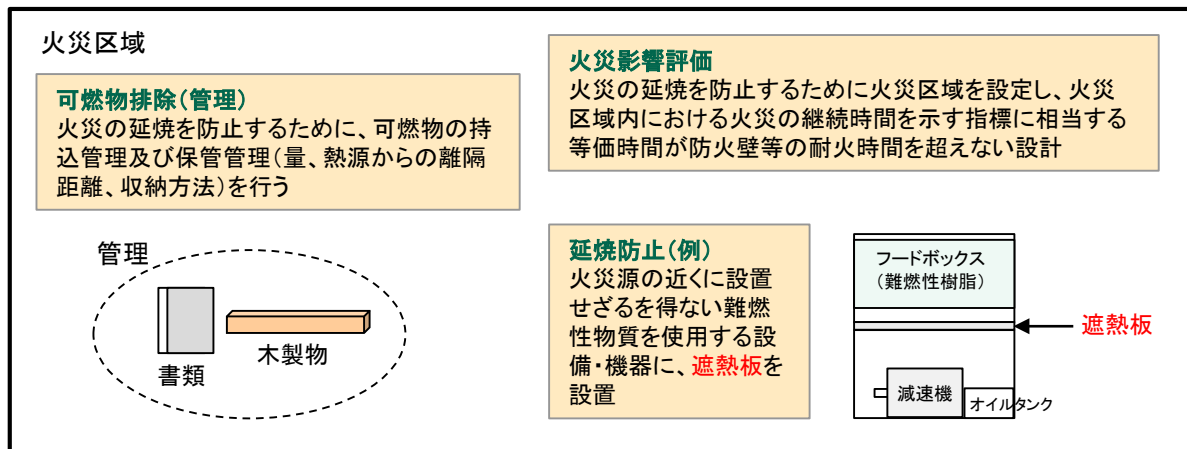 火災区域
可燃物排除(管理)
火災の延焼を防止するために、可燃物の持
込管理及び保管管理(量、熱源からの離隔
距離、収納方法)を行う
火災影響評価
火災の延焼を防止するために火災区域を設定し、火災
区域内における火災の継続時間を示す指標に相当する
等価時間が防火壁等の耐火時間を超えない設計
管理
書類
木製物
延焼防止(例)
火災源の近くに設置
せざるを得ない難燃
性物質を使用する設
備・機器に、遮熱板を
設置
フードボックス
(難燃性樹脂)
遮熱板
減速機
オイルタンク